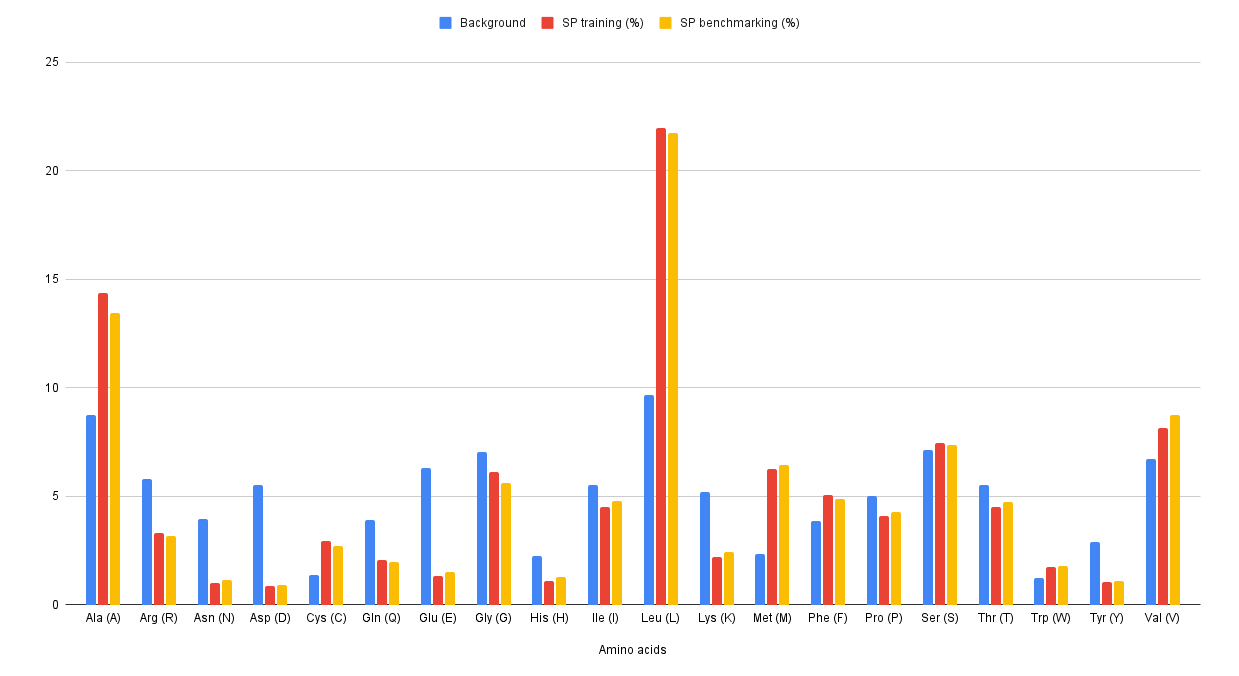 Background SP training (%) SP benchmarking (%)
25
20
15
10
5
0
Ala (A) Arg (R) Asn (N) Asp (D) Cys (C) Gln (Q) Glu (E) Gly (G) His (H) Ile (I) Leu (L) Lys (K) Met (M) Phe (F) Pro (P) Ser (S) Thr (T) Trp (W) Tyr (Y) Val (V)
Amino acids